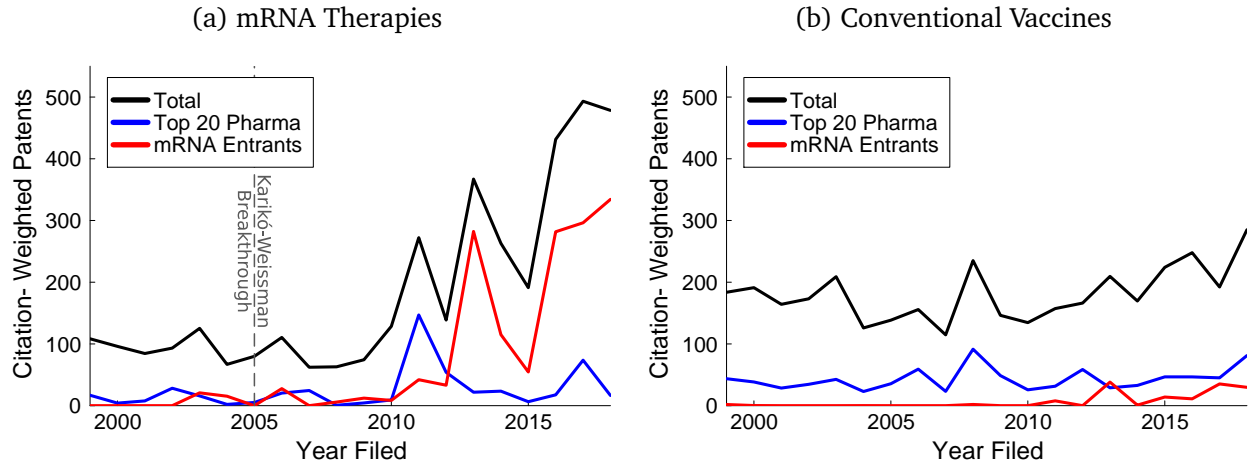 (a) mRNA Therapies
Citation- Weighted Patents
500
400
300
200
100
0
Total
Top 20 Pharma
mRNA Entrants
Karikó-Weissman
Breakthrough
2000
2005
2010
2015
Year Filed
(b) Conventional Vaccines
Citation- Weighted Patents
500
400
300
200
100
0
Total
Top 20 Pharma
mRNA Entrants
2000
2005
2010
2015
Year Filed